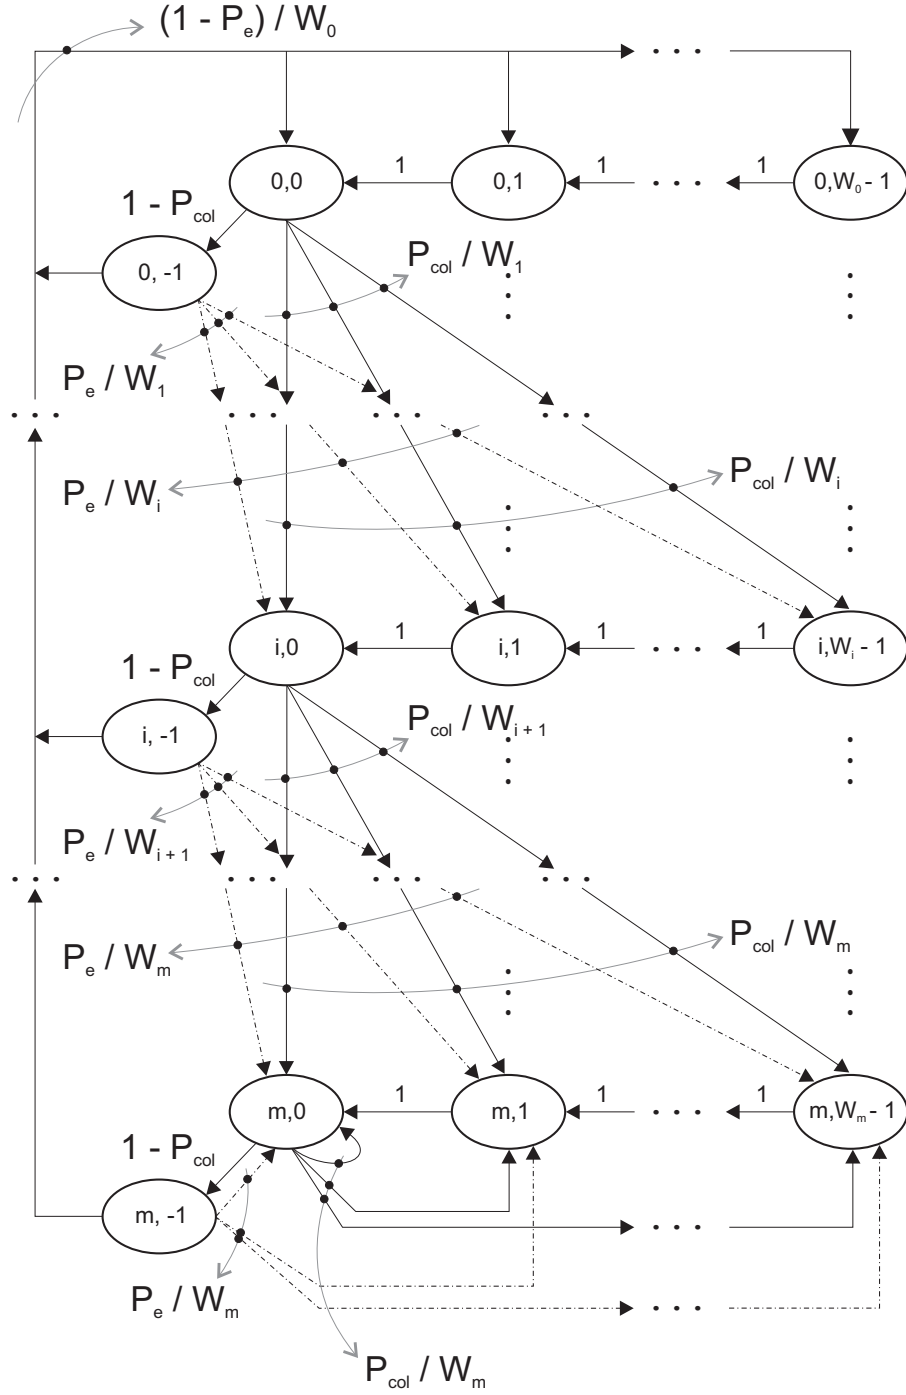 (1 - P_e) / W_0
. . .
0,0
1
0,1
1
. . .
1
0,W_0 - 1
1 - P_col
0, -1
P_col / W_1
P_e / W_1
. . .
. . .
. . .
. . .
P_e / W_i
P_col / W_i
i,0
1
i,1
1
. . .
1
i,W_i - 1
1 - P_col
i, -1
P_col / W_i + 1
P_e / W_i + 1
. . .
. . .
. . .
. . .
P_e / W_m
P_col / W_m
m,0
1
m,1
1
. . .
1
m,W_m - 1
1 - P_col
m, -1
. . .
P_e / W_m
. . .
P_col / W_m